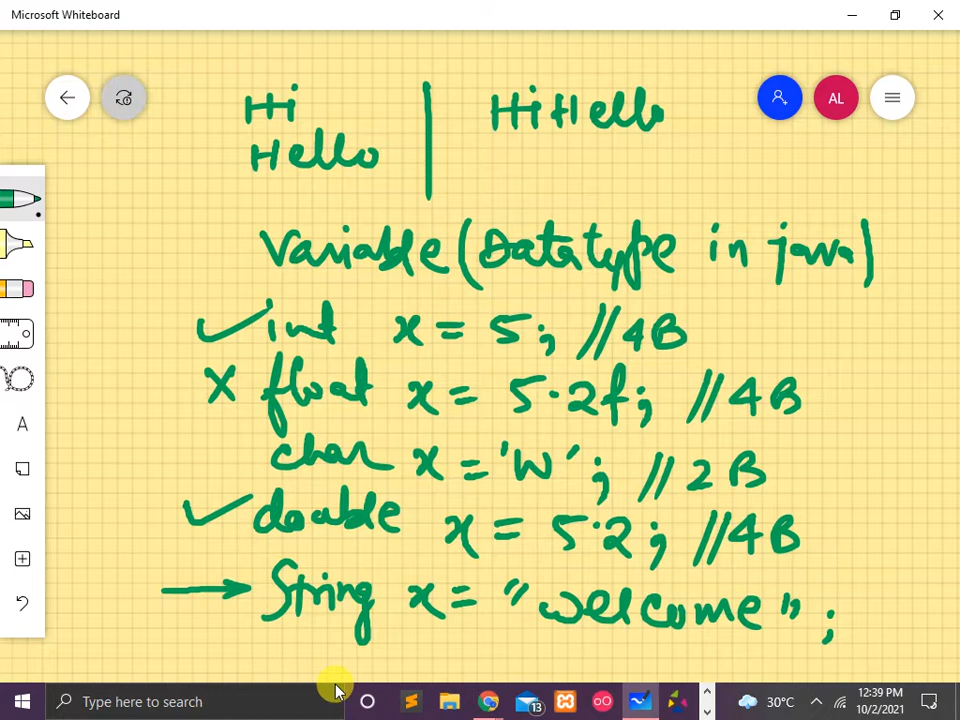 Microsoft Whiteboard
AL
Hi
Hello
HiHello
Variable (Datatype in java)
✓ int x = 5; //4B
X float x = 5.2f; //4B
char x = 'W'; //2B
✓ double x = 5.2; //4B
→ String x = "welcome";
A
Type here to search
13
30°C
12:39 PM
10/2/2021